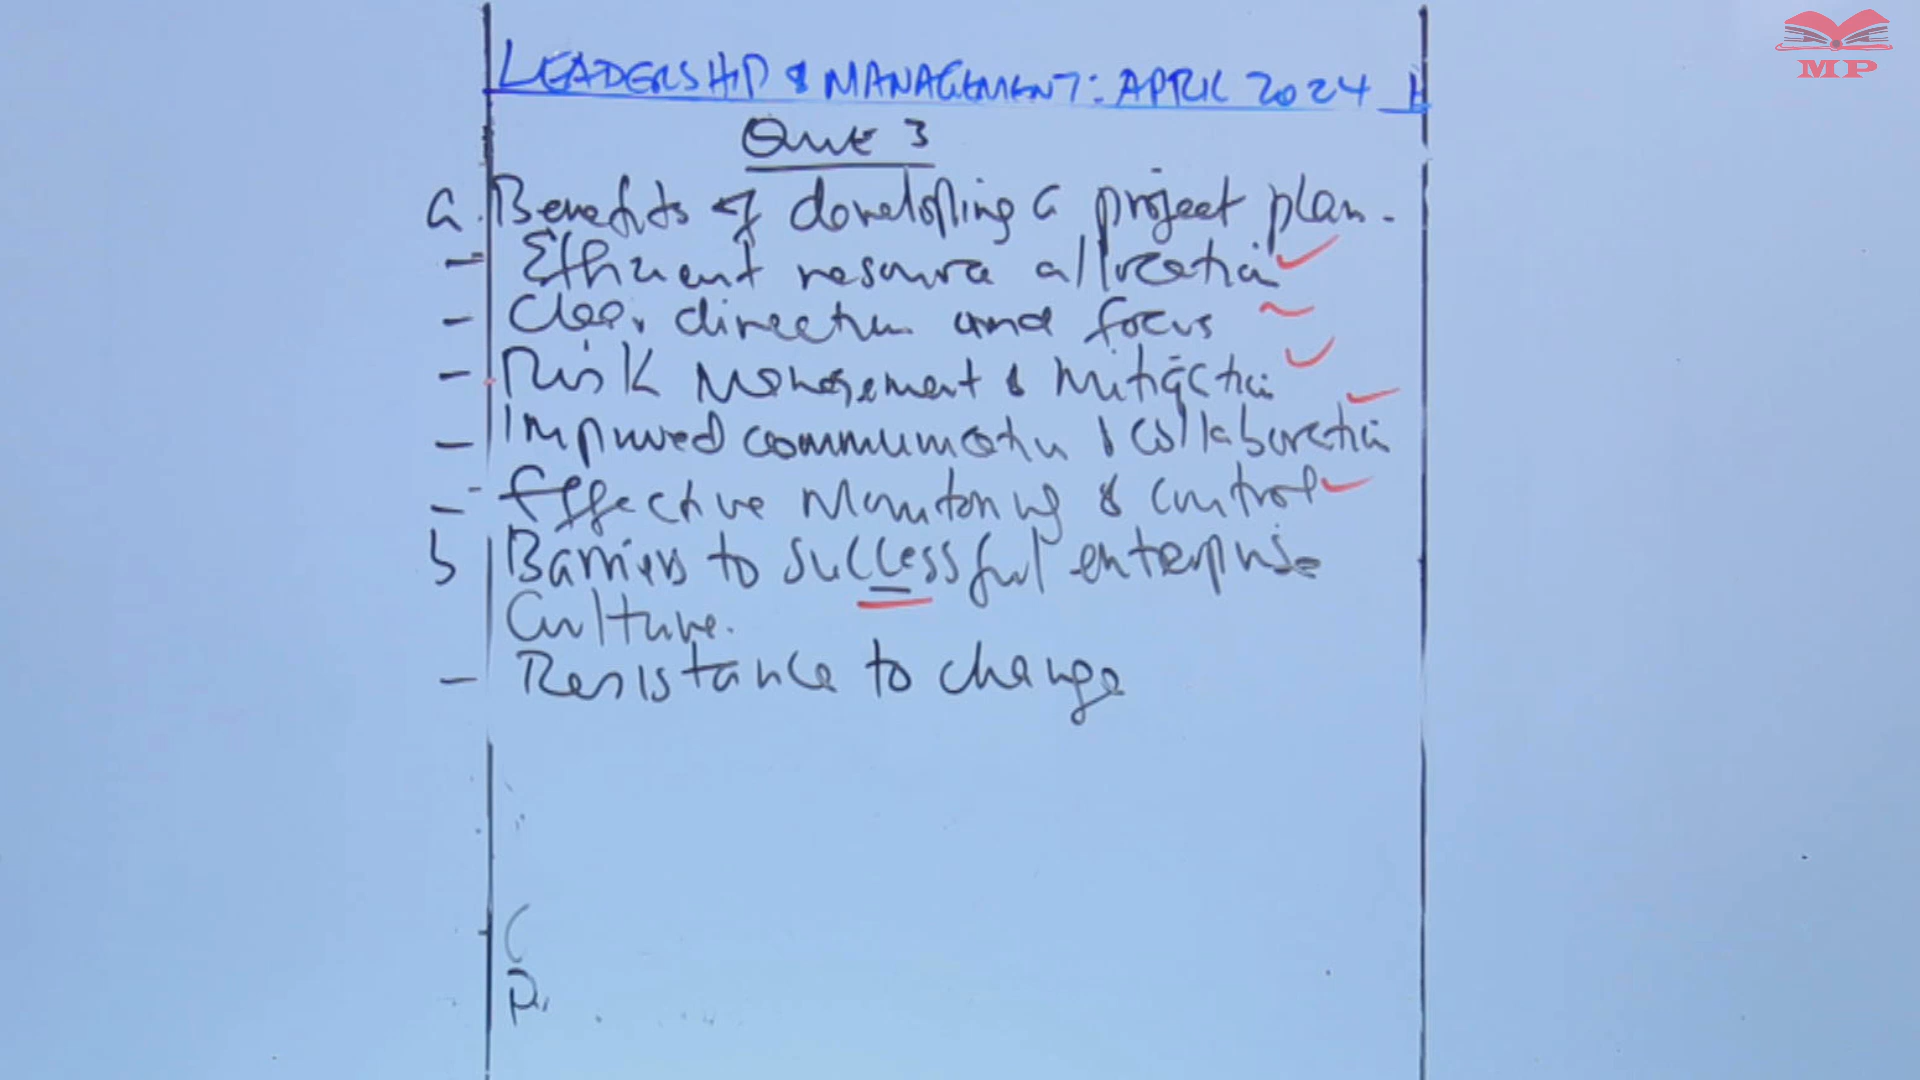 MP
LEADERSHIP & MANAGEMENT: APRIL 2024
QUE 3
a. Benefits of developing a project plan.
- Efficient resource allocation
- Clear direction and focus
- Risk Management & Mitigation
- Improved communication & collaboration
- Effective Monitoring & control
b Barriers to successful enterprise
Culture.
- Resistance to change